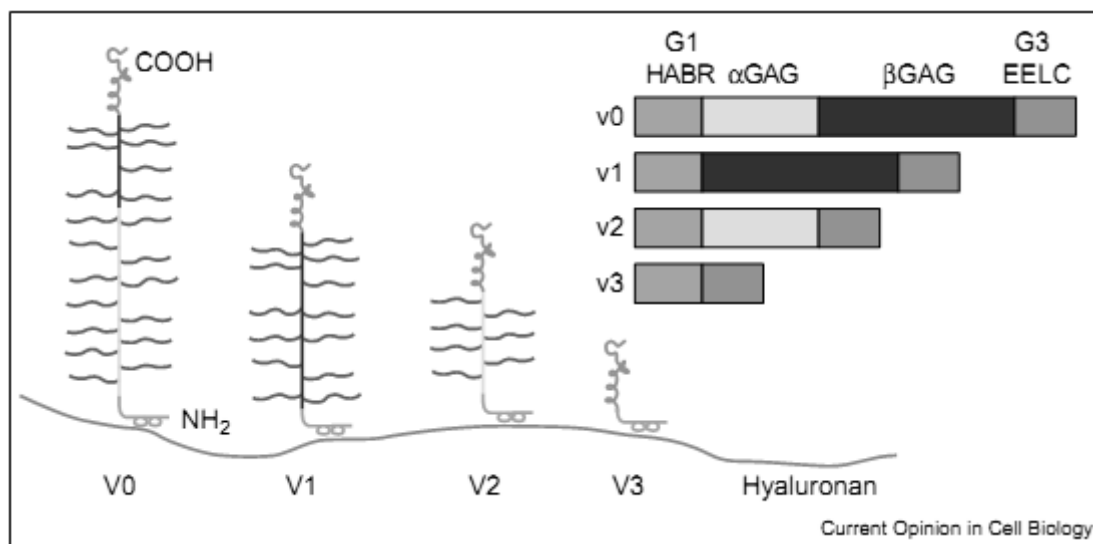 COOH
G1 G3
HABR αGAG βGAG EELC
v0
v1
v2
v3
NH2
V0 V1 V2 V3 Hyaluronan
Current Opinion in Cell Biology